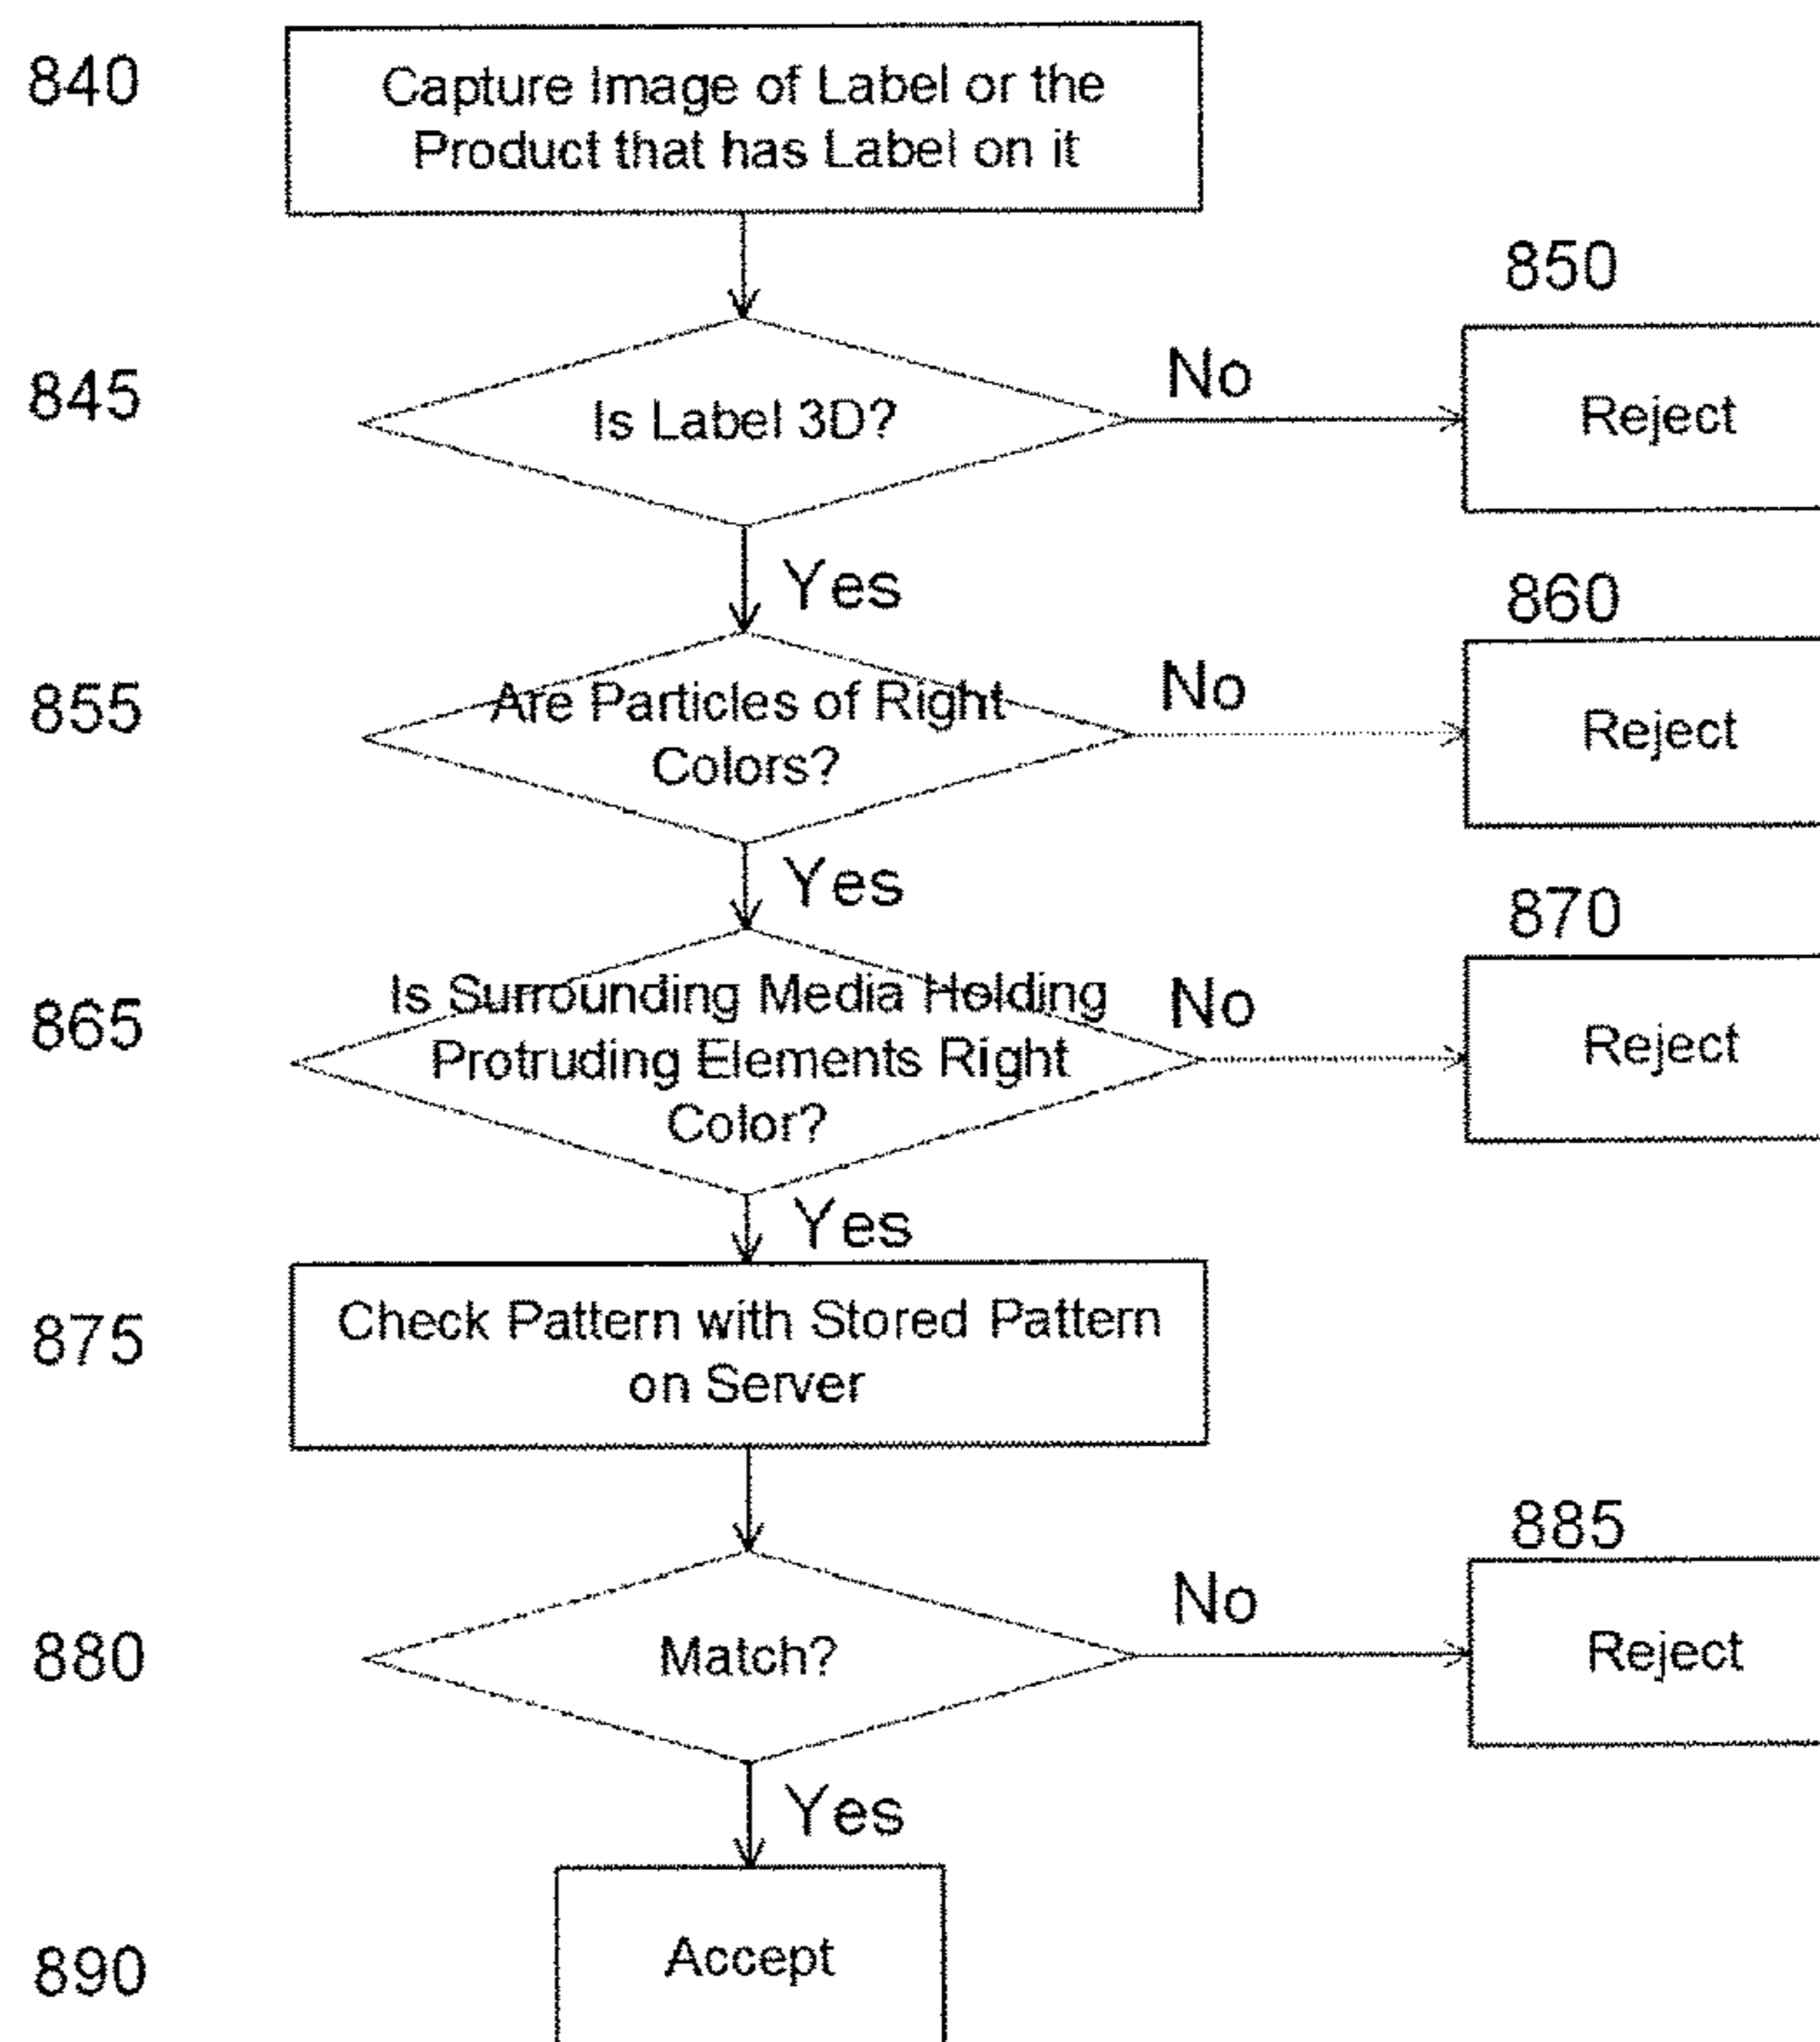 840
Capture Image of Label or the
Product that has Label on it
850
845
Is Label 3D?
No
Reject
Yes
860
855
Are Particles of Right
Colors?
No
Reject
Yes
870
865
Is Surrounding Media Holding
Protruding Elements Right
Color?
No
Reject
Yes
875
Check Pattern with Stored Pattern
on Server
885
880
Match?
No
Reject
Yes
890
Accept